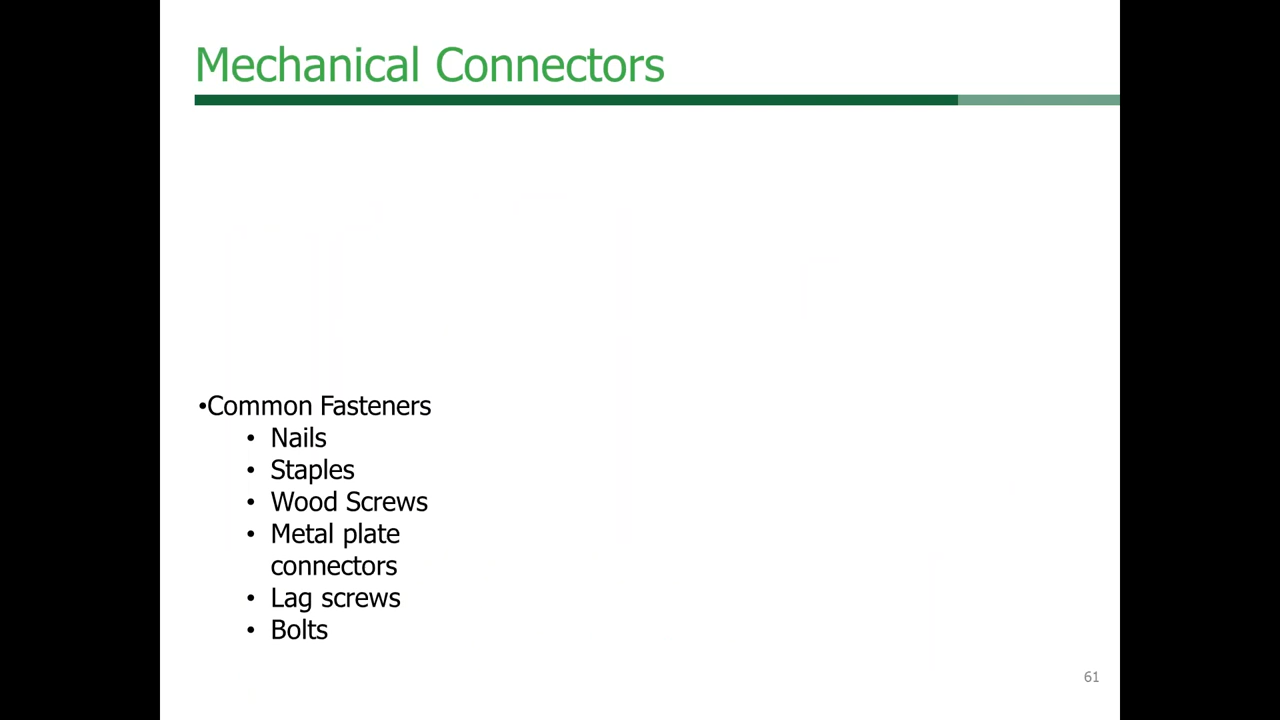 Mechanical Connectors
•Common Fasteners
• Nails
• Staples
• Wood Screws
• Metal plate
connectors
• Lag screws
• Bolts
61